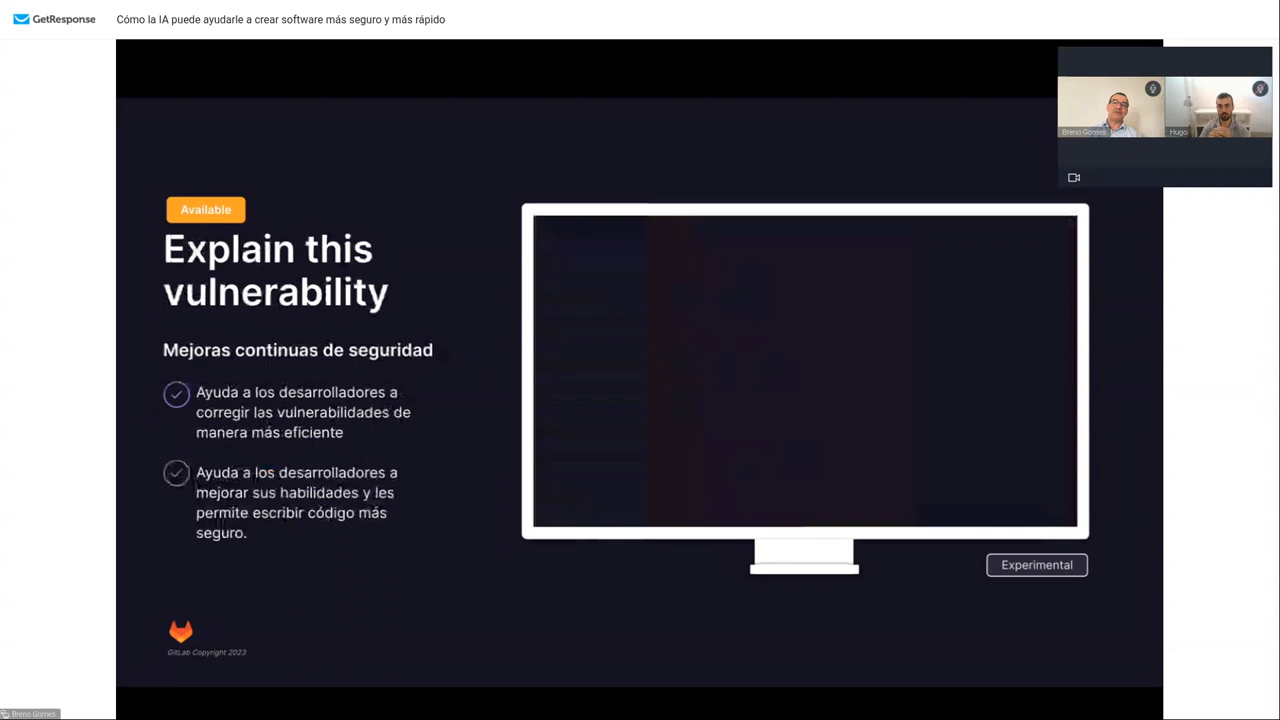 GetResponse
Cómo la IA puede ayudarle a crear software más seguro y más rápido
Breno Gomes
Hugo
Available
Explain this
vulnerability
Mejoras continuas de seguridad
Ayuda a los desarrolladores a
corregir las vulnerabilidades de
manera más eficiente
Ayuda a los desarrolladores a
mejorar sus habilidades y les
permite escribir código más
seguro.
Experimental
GitLab Copyright 2023
Breno Gomes